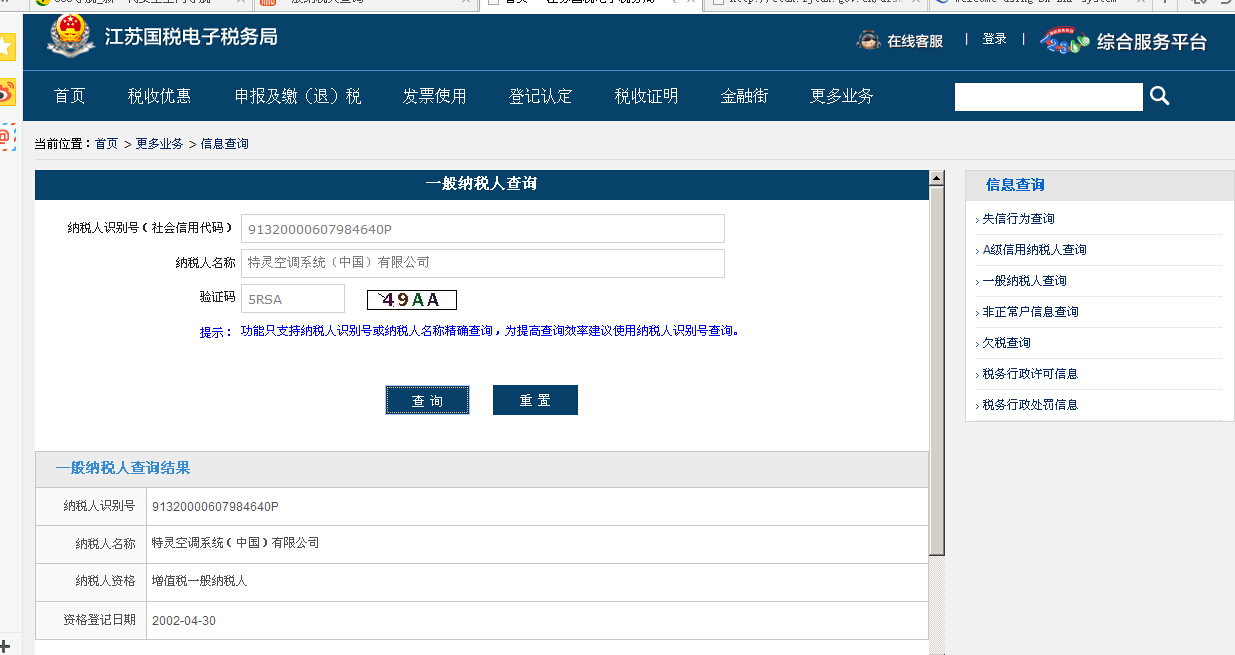 江苏国税电子税务局
在线客服 | 登录 | 综合服务平台
首页 税收优惠 申报及缴（退）税 发票使用 登记认定 税收证明 金融街 更多业务
当前位置：首页 > 更多业务 > 信息查询
一般纳税人查询
纳税人识别号（社会信用代码） 91320000607984640P
纳税人名称 特灵空调系统（中国）有限公司
验证码 5RSA 49AA
提示： 功能只支持纳税人识别号或纳税人名称精确查询，为提高查询效率建议使用纳税人识别号查询。
查 询 重 置
一般纳税人查询结果
纳税人识别号 91320000607984640P
纳税人名称 特灵空调系统（中国）有限公司
纳税人资格 增值税一般纳税人
资格登记日期 2002-04-30
信息查询
› 失信行为查询
› A级信用纳税人查询
› 一般纳税人查询
› 非正常户信息查询
› 欠税查询
› 税务行政许可信息
› 税务行政处罚信息